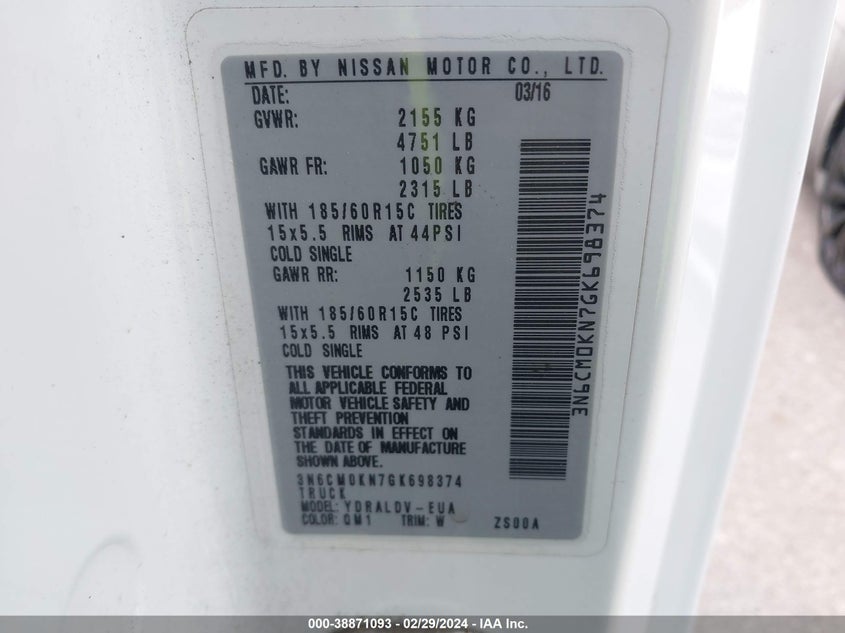 MFD. BY NISSAN MOTOR CO., LTD.
DATE: 03/16
GVWR: 2155 KG
4751 LB
GAWR FR: 1050 KG
2315 LB
WITH 185/60R15C TIRES
15x5.5 RIMS AT 44PSI
COLD SINGLE
GAWR RR: 1150 KG
2535 LB
WITH 185/60R15C TIRES
15x5.5 RIMS AT 48 PSI
COLD SINGLE
THIS VEHICLE CONFORMS TO
ALL APPLICABLE FEDERAL
MOTOR VEHICLE SAFETY AND
THEFT PREVENTION
STANDARDS IN EFFECT ON
THE DATE OF MANUFACTURE
SHOWN ABOVE.
3N6CM0KN7GK698374
TRUCK
MODEL: YDRALDV-EUA
COLOR: QM1 TRIM: W ZS00A
3N6CM0KN7GK698374
000-38871093 - 02/29/2024 - IAA Inc.